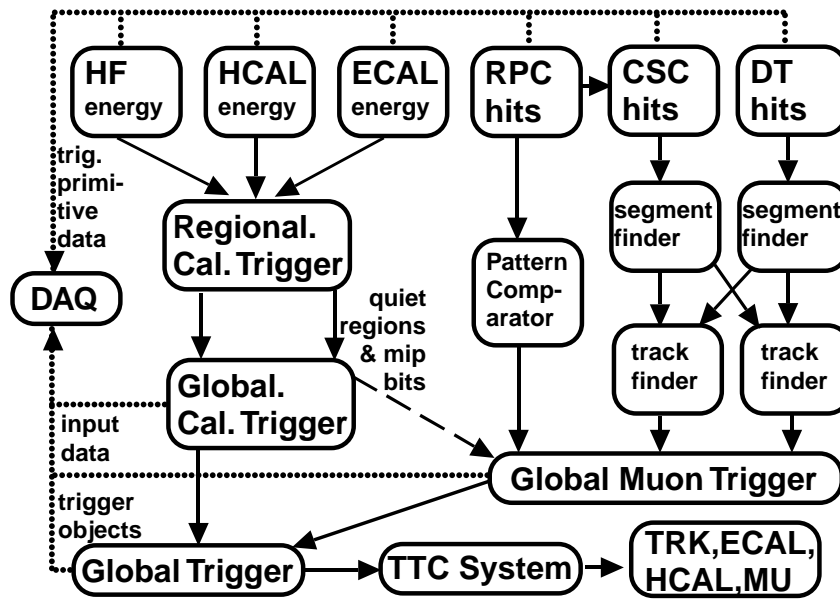 HF
energy
HCAL
energy
ECAL
energy
RPC
hits
CSC
hits
DT
hits
trig.
primi-
tive
data
Regional.
Cal. Trigger
segment
finder
segment
finder
Pattern
Comp-
arator
DAQ
quiet
regions
& mip
bits
track
finder
track
finder
Global.
Cal. Trigger
input
data
Global Muon Trigger
trigger
objects
Global Trigger
TTC System
TRK,ECAL,
HCAL,MU